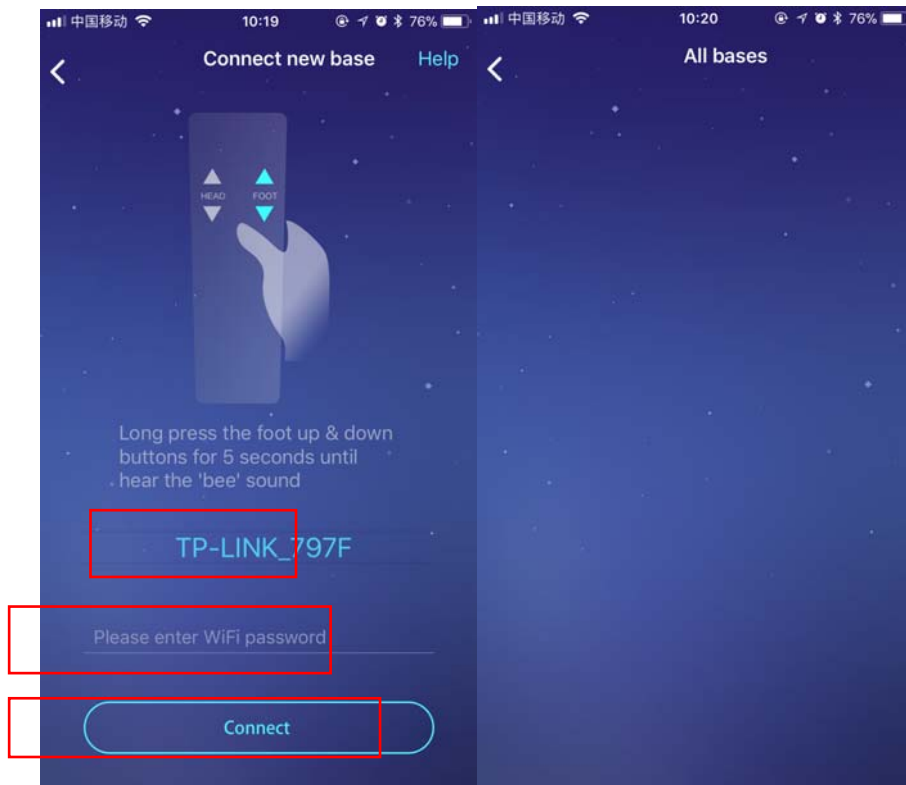 中国移动 10:19 76%
Connect new base Help
HEAD FOOT
Long press the foot up & down
buttons for 5 seconds until
hear the 'bee' sound
TP-LINK_797F
Please enter WiFi password
Connect
中国移动 10:20 76%
All bases